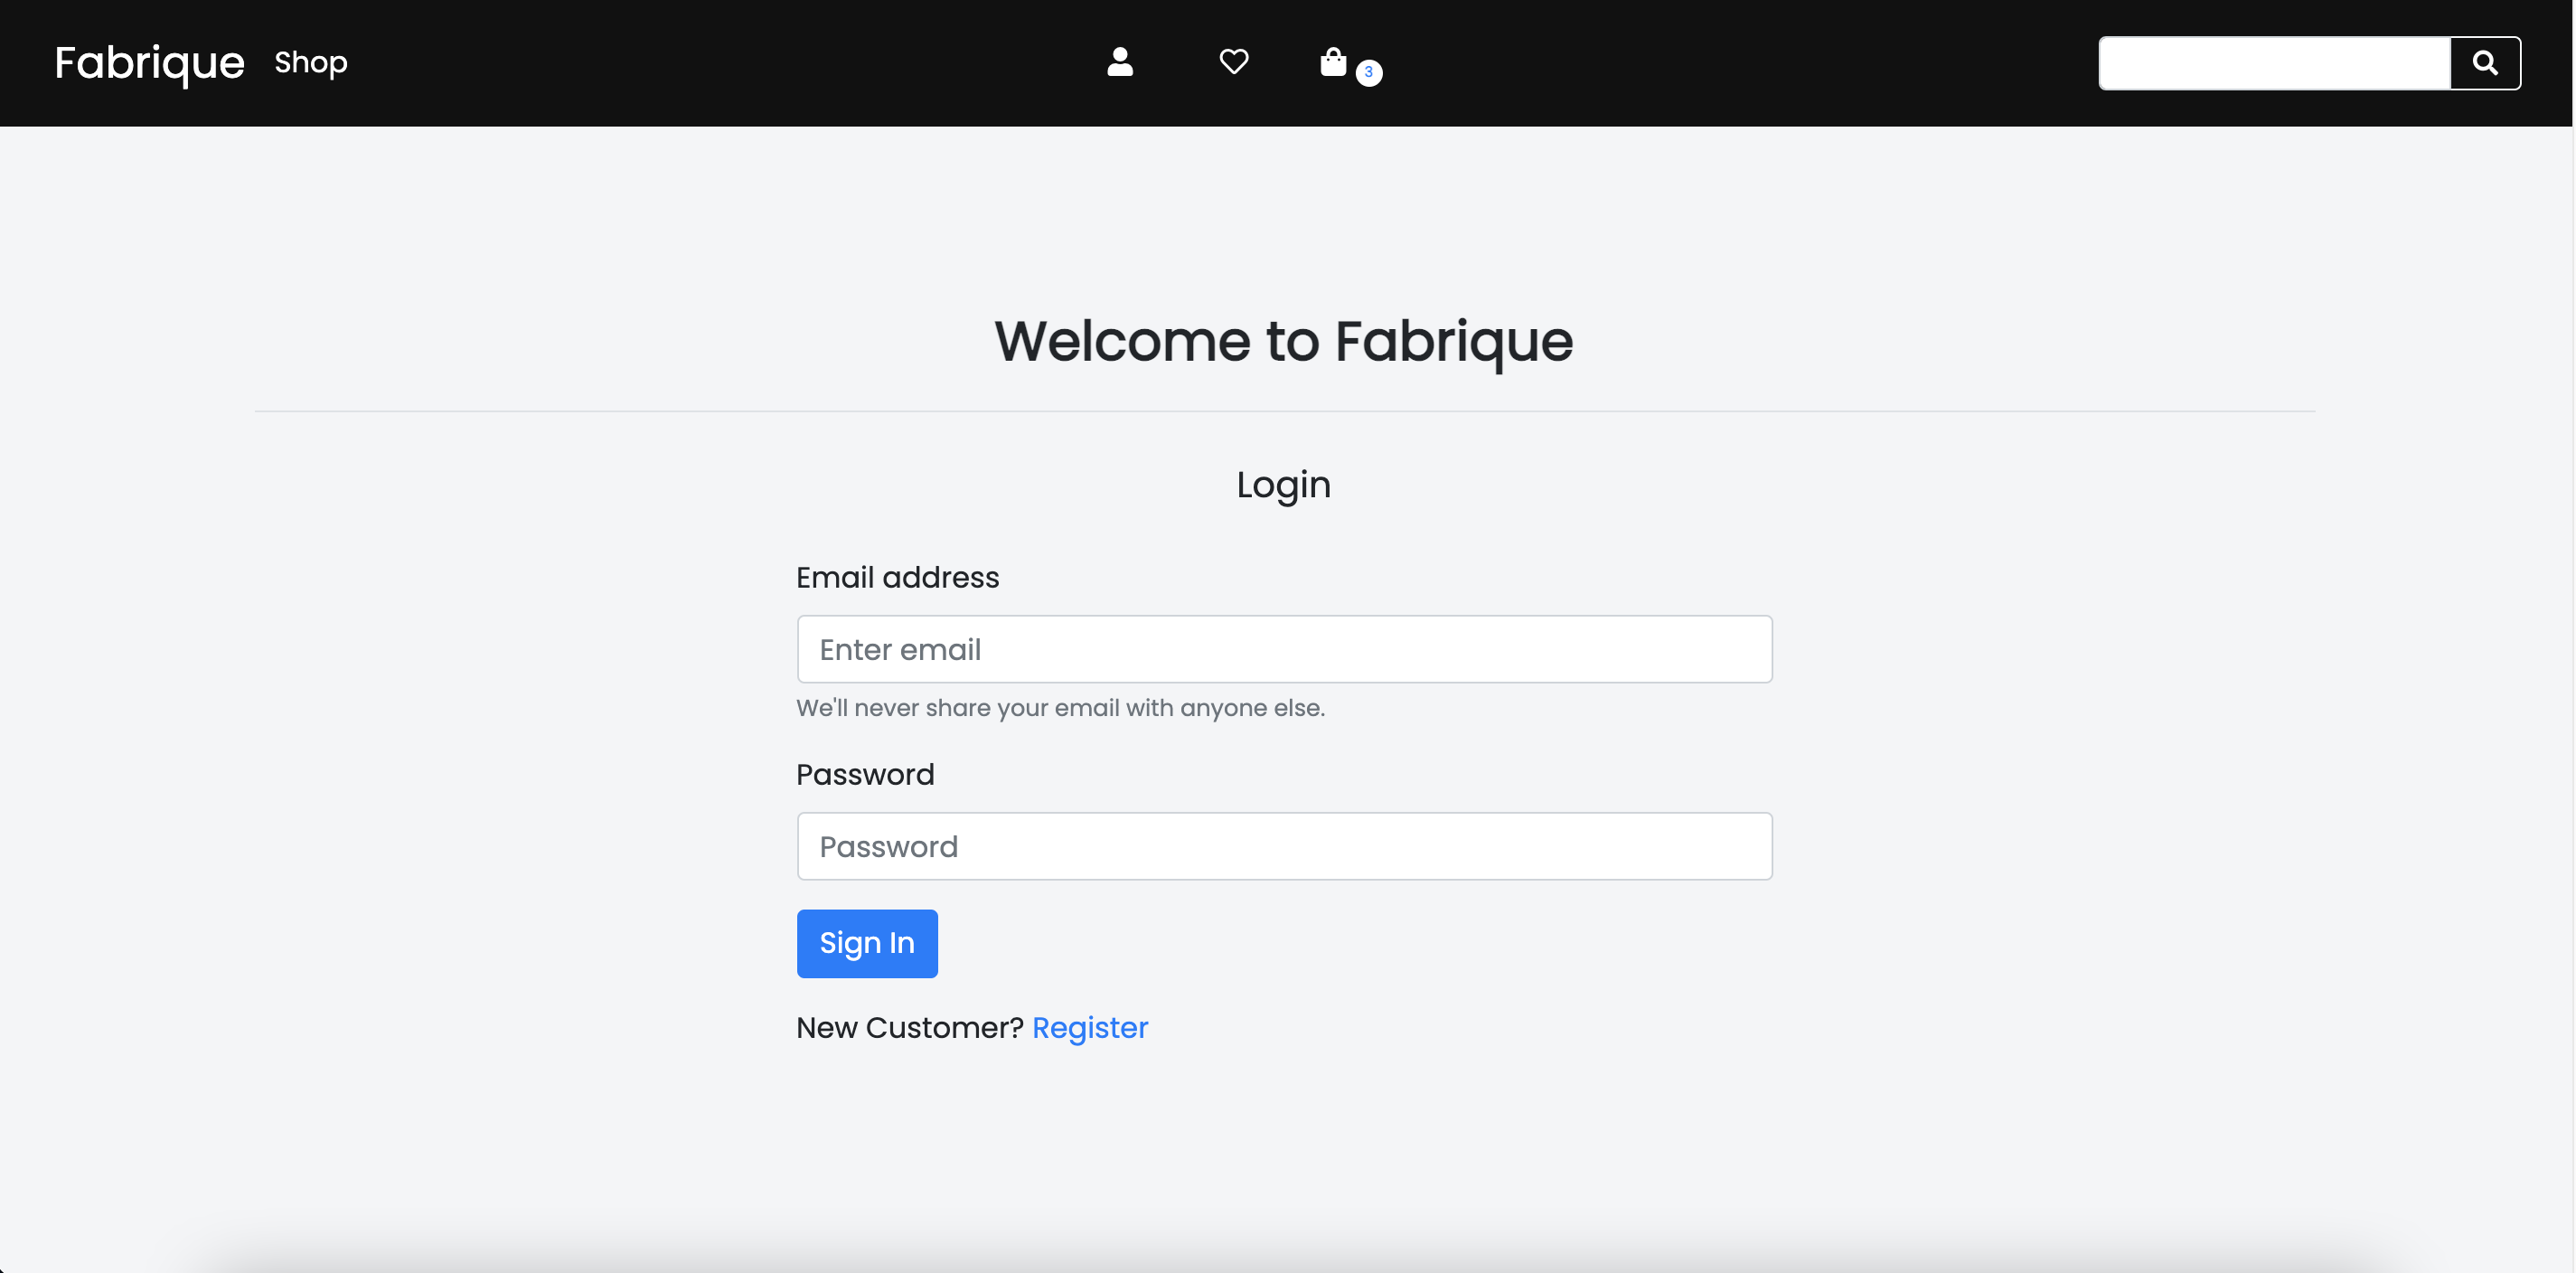 Fabrique Shop 3
Welcome to Fabrique
Login
Email address
Enter email
We'll never share your email with anyone else.
Password
Password
Sign In
New Customer? Register